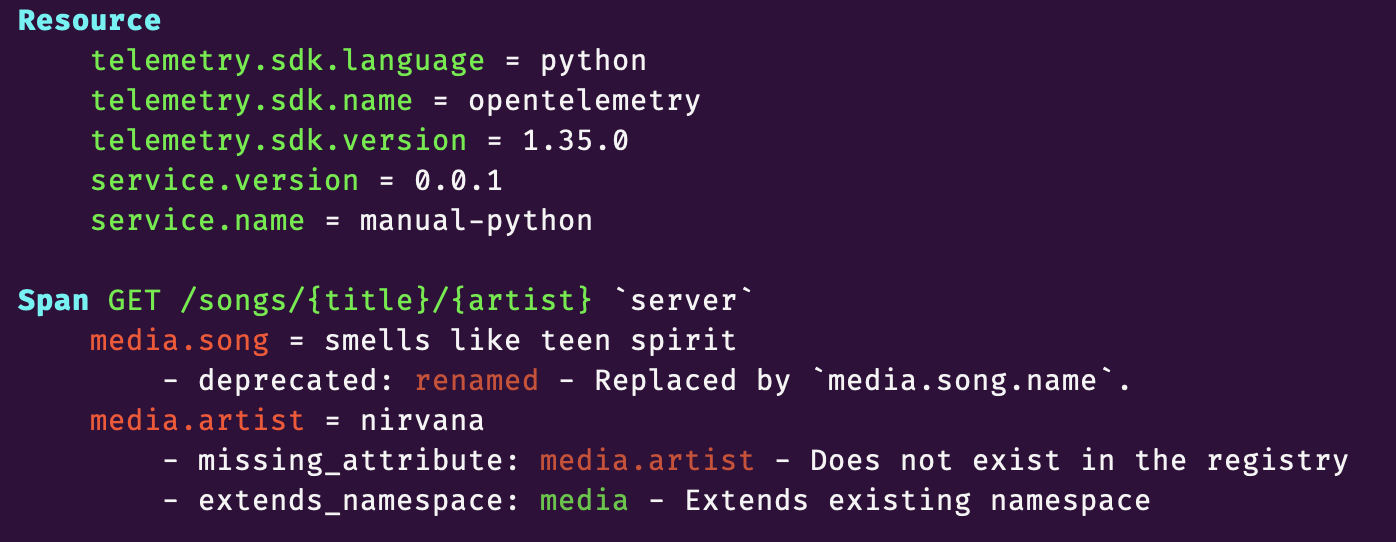 Resource
telemetry.sdk.language = python
telemetry.sdk.name = opentelemetry
telemetry.sdk.version = 1.35.0
service.version = 0.0.1
service.name = manual-python
Span GET /songs/{title}/{artist} `server`
media.song = smells like teen spirit
- deprecated: renamed - Replaced by `media.song.name`.
media.artist = nirvana
- missing_attribute: media.artist - Does not exist in the registry
- extends_namespace: media - Extends existing namespace